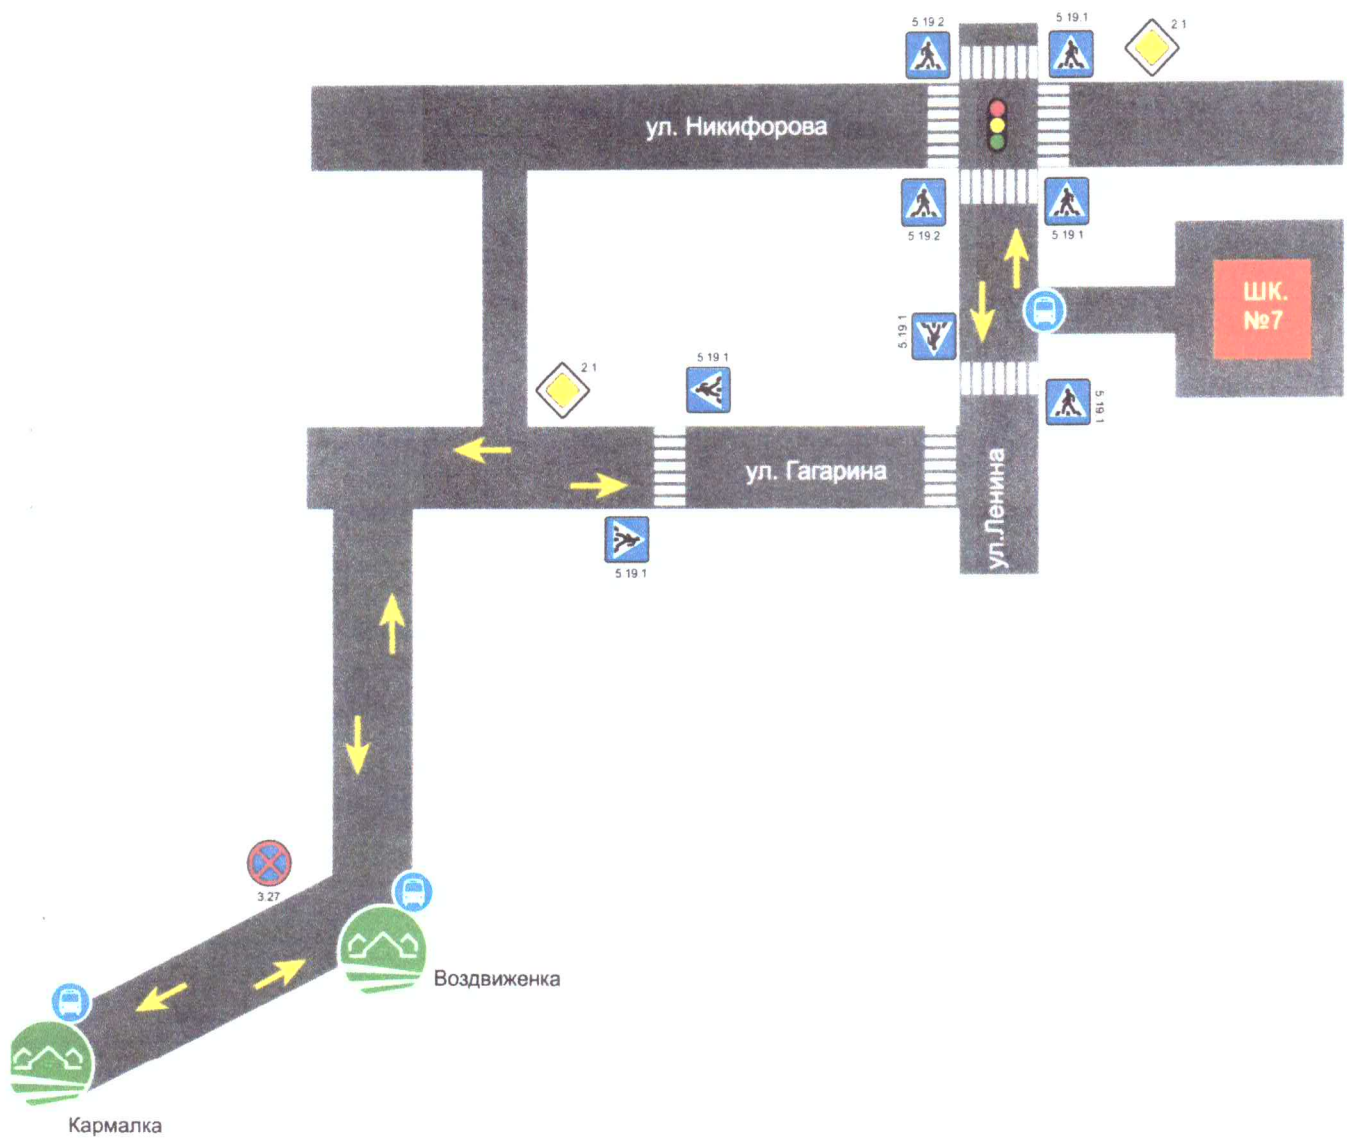 5 19 2
5 19.1
2 1
ул. Никифорова
5 19 2
5 19 1
ШК.
№7
5.19.1
5 19 1
2 1
5 19 1
ул. Гагарина
ул.Ленина
5 19 1
3.27
Воздвиженка
Кармалка